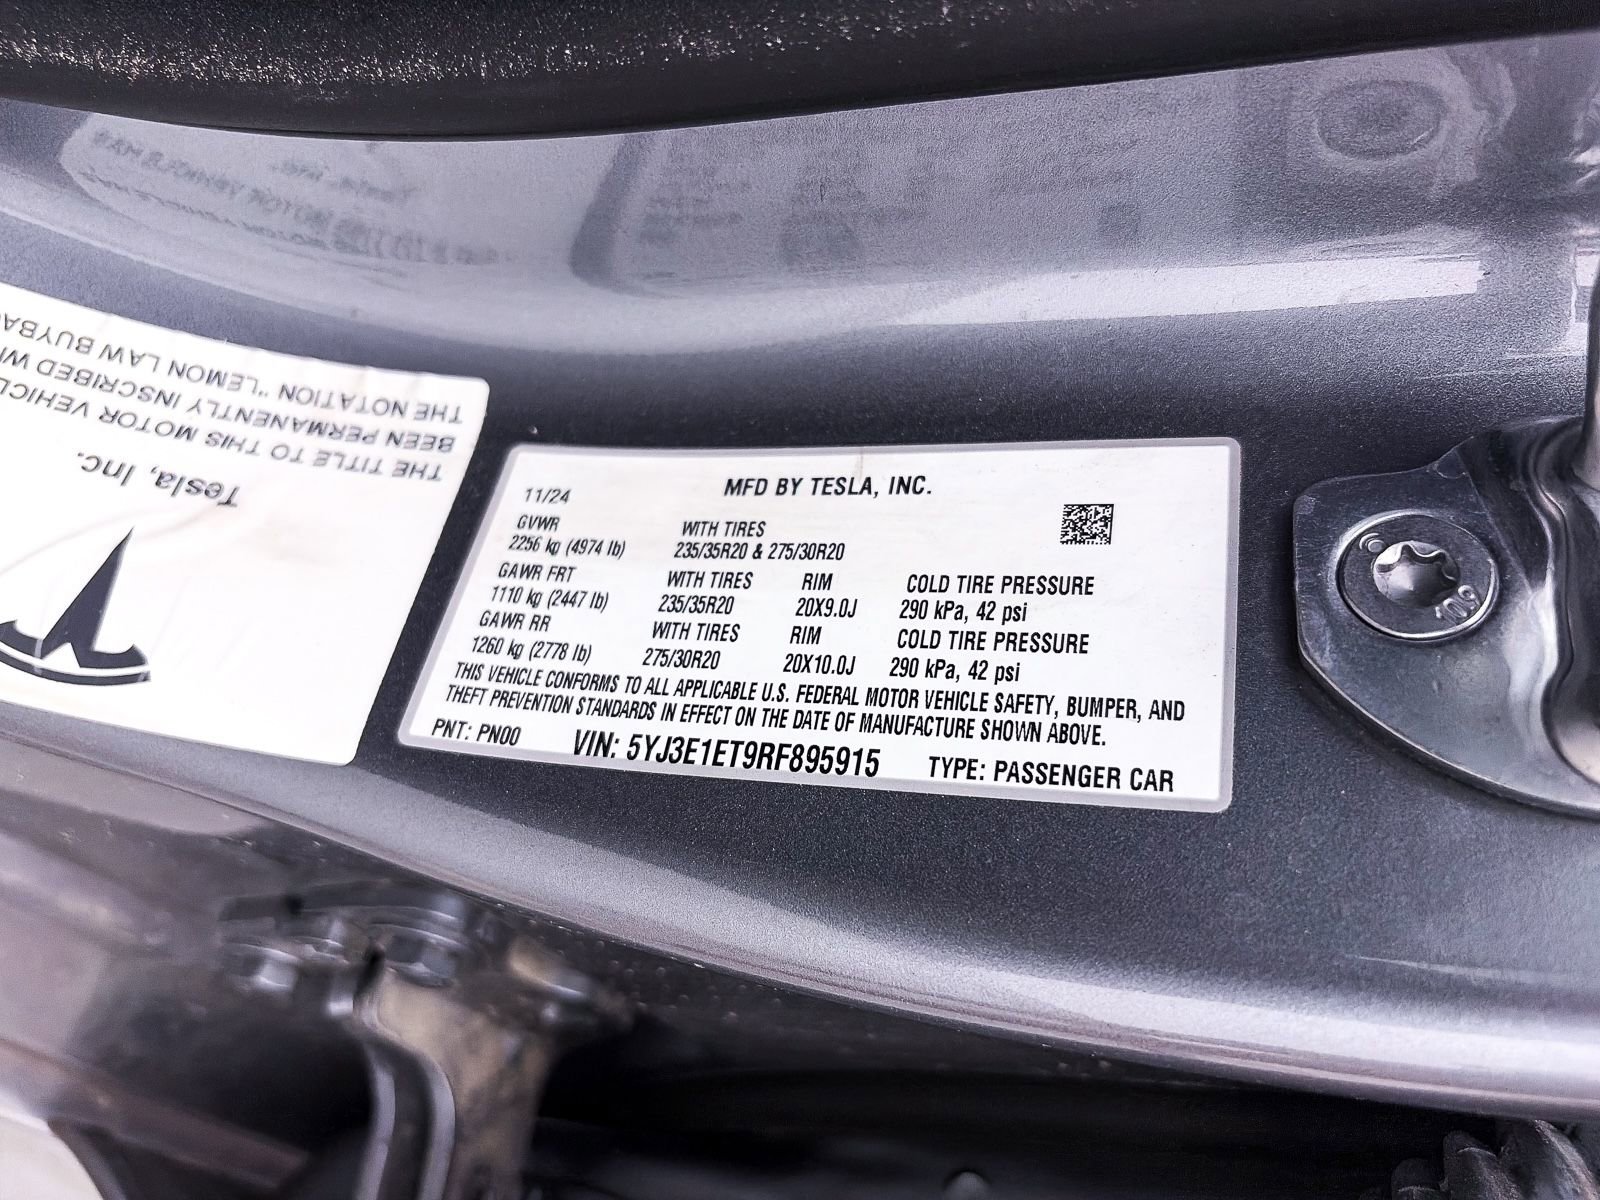 Tesla, Inc.
THE TITLE TO THIS MOTOR
BEEN PERMANENTLY INSCRIBED
THE NOTATION "LEMON LAW
11/24
MFD BY TESLA, INC.
GVWR
WITH TIRES
2256 kg (4974 lb)
235/35R20 & 275/30R20
GAWR FRT WITH TIRES RIM COLD TIRE PRESSURE
1110 kg (2447 lb) 235/35R20 20X9.0J 290 kPa, 42 psi
GAWR RR WITH TIRES RIM COLD TIRE PRESSURE
1260 kg (2778 lb) 275/30R20 20X10.0J 290 kPa, 42 psi
THIS VEHICLE CONFORMS TO ALL APPLICABLE U.S. FEDERAL MOTOR VEHICLE SAFETY, BUMPER, AND
THEFT PREVENTION STANDARDS IN EFFECT ON THE DATE OF MANUFACTURE SHOWN ABOVE.
PNT: PN00 VIN: 5YJ3E1ET9RF895915 TYPE: PASSENGER CAR
10.9